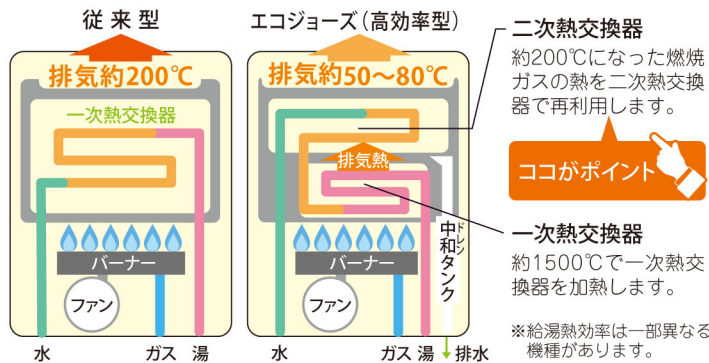 従来型
排気約200℃
一次熱交換器
バーナー
ファン
水
ガス
湯
エコジョーズ(高効率型)
排気約50〜80℃
排気熱
バーナー
ファン
ドレン
中和タンク
水
ガス
湯
排水
二次熱交換器
約200℃になった燃焼
ガスの熱を二次熱交換
器で再利用します。
ココがポイント
一次熱交換器
約1500℃で一次熱交
換器を加熱します。
※給湯熱効率は一部異なる
機種があります。